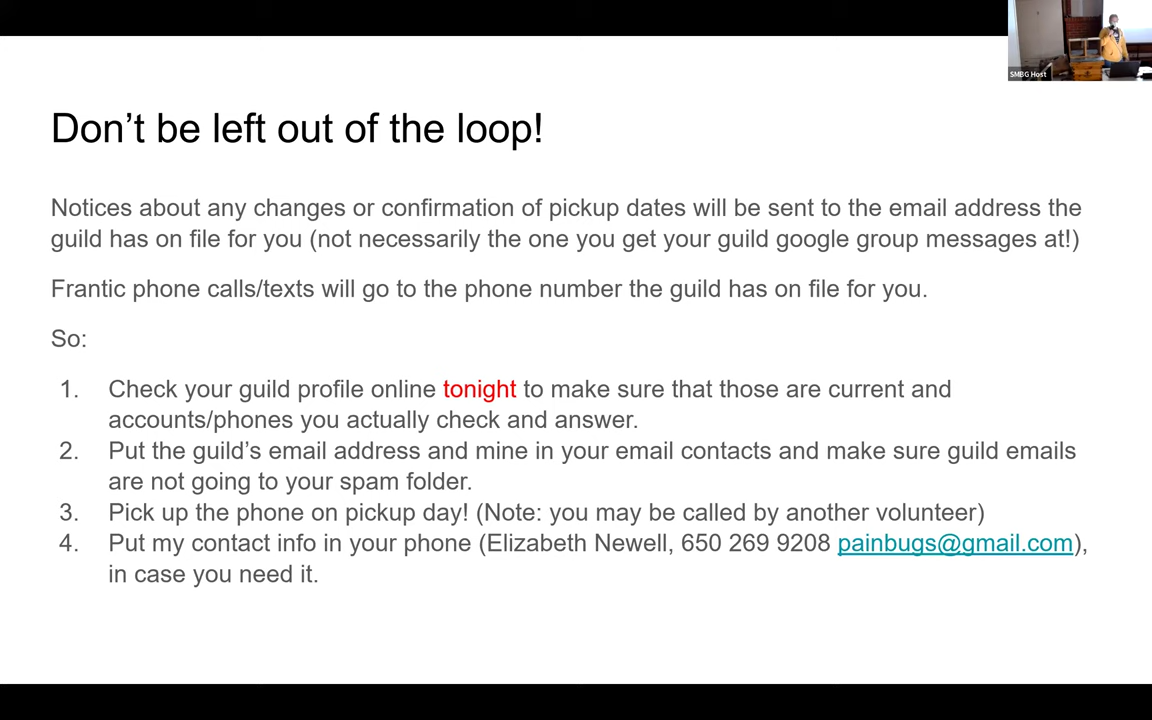 SMBG Host
Don't be left out of the loop!
Notices about any changes or confirmation of pickup dates will be sent to the email address the
guild has on file for you (not necessarily the one you get your guild google group messages at!)
Frantic phone calls/texts will go to the phone number the guild has on file for you.
So:
1. Check your guild profile online tonight to make sure that those are current and
accounts/phones you actually check and answer.
2. Put the guild's email address and mine in your email contacts and make sure guild emails
are not going to your spam folder.
3. Pick up the phone on pickup day! (Note: you may be called by another volunteer)
4. Put my contact info in your phone (Elizabeth Newell, 650 269 9208 painbugs@gmail.com),
in case you need it.